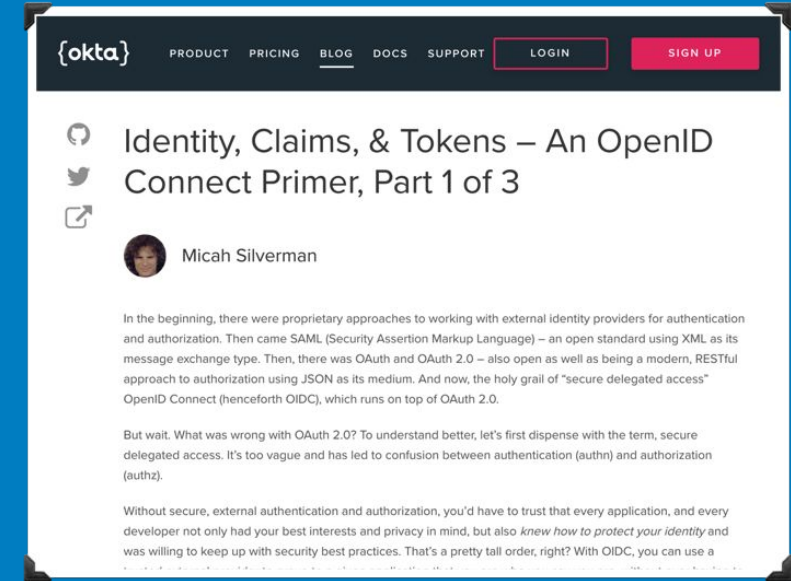 {okta} PRODUCT PRICING BLOG DOCS SUPPORT LOGIN SIGN UP
Identity, Claims, & Tokens – An OpenID
Connect Primer, Part 1 of 3
Micah Silverman
In the beginning, there were proprietary approaches to working with external identity providers for authentication
and authorization. Then came SAML (Security Assertion Markup Language) – an open standard using XML as its
message exchange type. Then, there was OAuth and OAuth 2.0 – also open as well as being a modern, RESTful
approach to authorization using JSON as its medium. And now, the holy grail of “secure delegated access”
OpenID Connect (henceforth OIDC), which runs on top of OAuth 2.0.
But wait. What was wrong with OAuth 2.0? To understand better, let’s first dispense with the term, secure
delegated access. It’s too vague and has led to confusion between authentication (authn) and authorization
(authz).
Without secure, external authentication and authorization, you’d have to trust that every application, and every
developer not only had your best interests and privacy in mind, but also knew how to protect your identity and
was willing to keep up with security best practices. That’s a pretty tall order, right? With OIDC, you can use a